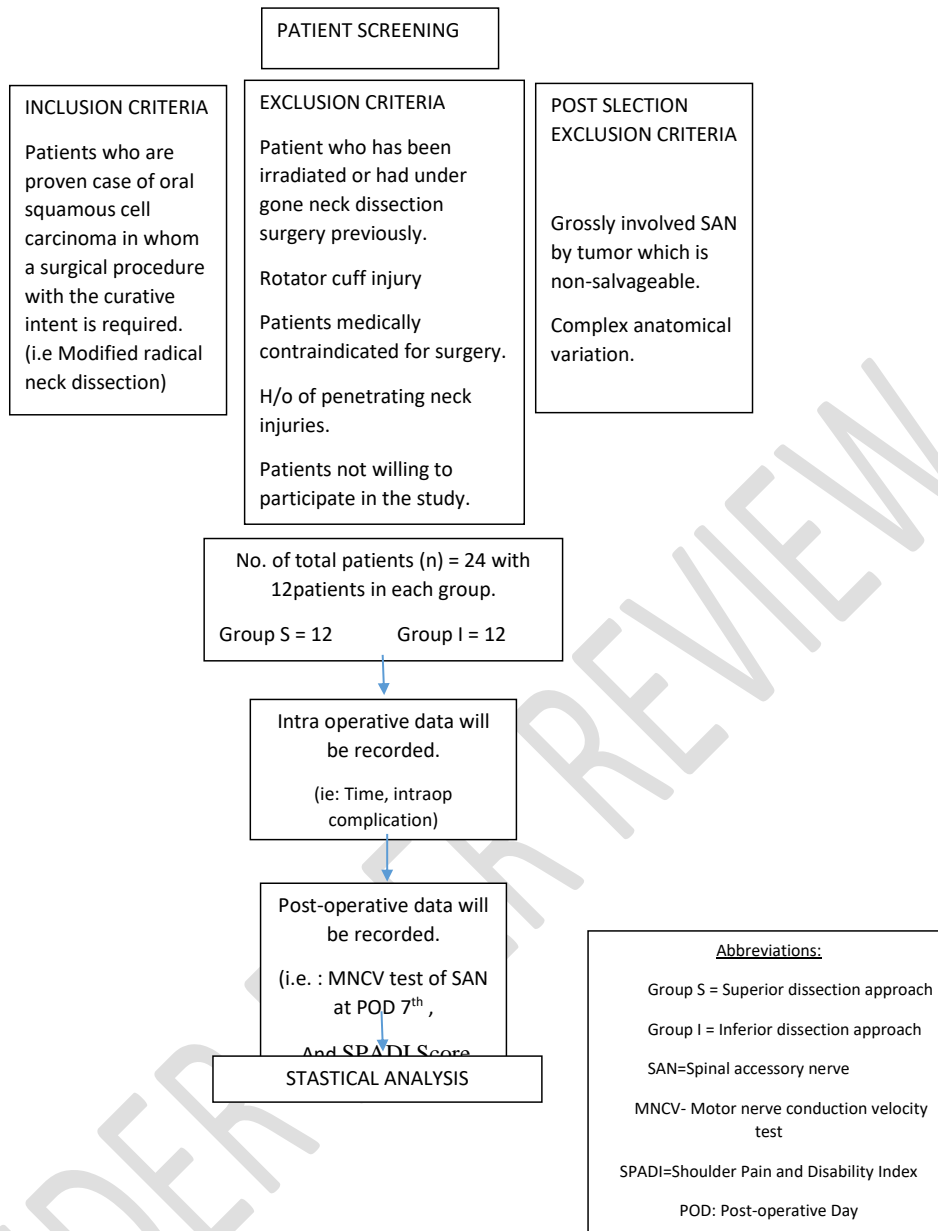 PATIENT SCREENING
INCLUSION CRITERIA
Patients who are
proven case of oral
squamous cell
carcinoma in whom
a surgical procedure
with the curative
intent is required.
(i.e Modified radical
neck dissection)
EXCLUSION CRITERIA
Patient who has been
irradiated or had under
gone neck dissection
surgery previously.
Rotator cuff injury
Patients medically
contraindicated for surgery.
H/o of penetrating neck
injuries.
Patients not willing to
participate in the study.
POST SLECTION
EXCLUSION CRITERIA
Grossly involved SAN
by tumor which is
non-salvageable.
Complex anatomical
variation.
No. of total patients (n) = 24 with
12patients in each group.
Group S = 12 Group I = 12
Intra operative data will
be recorded.
(ie: Time, intraop
complication)
Post-operative data will
be recorded.
(i.e. : MNCV test of SAN
at POD 7th ,
And SPADI Score
STASTICAL ANALYSIS
Abbreviations:
Group S = Superior dissection approach
Group I = Inferior dissection approach
SAN=Spinal accessory nerve
MNCV- Motor nerve conduction velocity
test
SPADI=Shoulder Pain and Disability Index
POD: Post-operative Day
DER PEER REVIEW